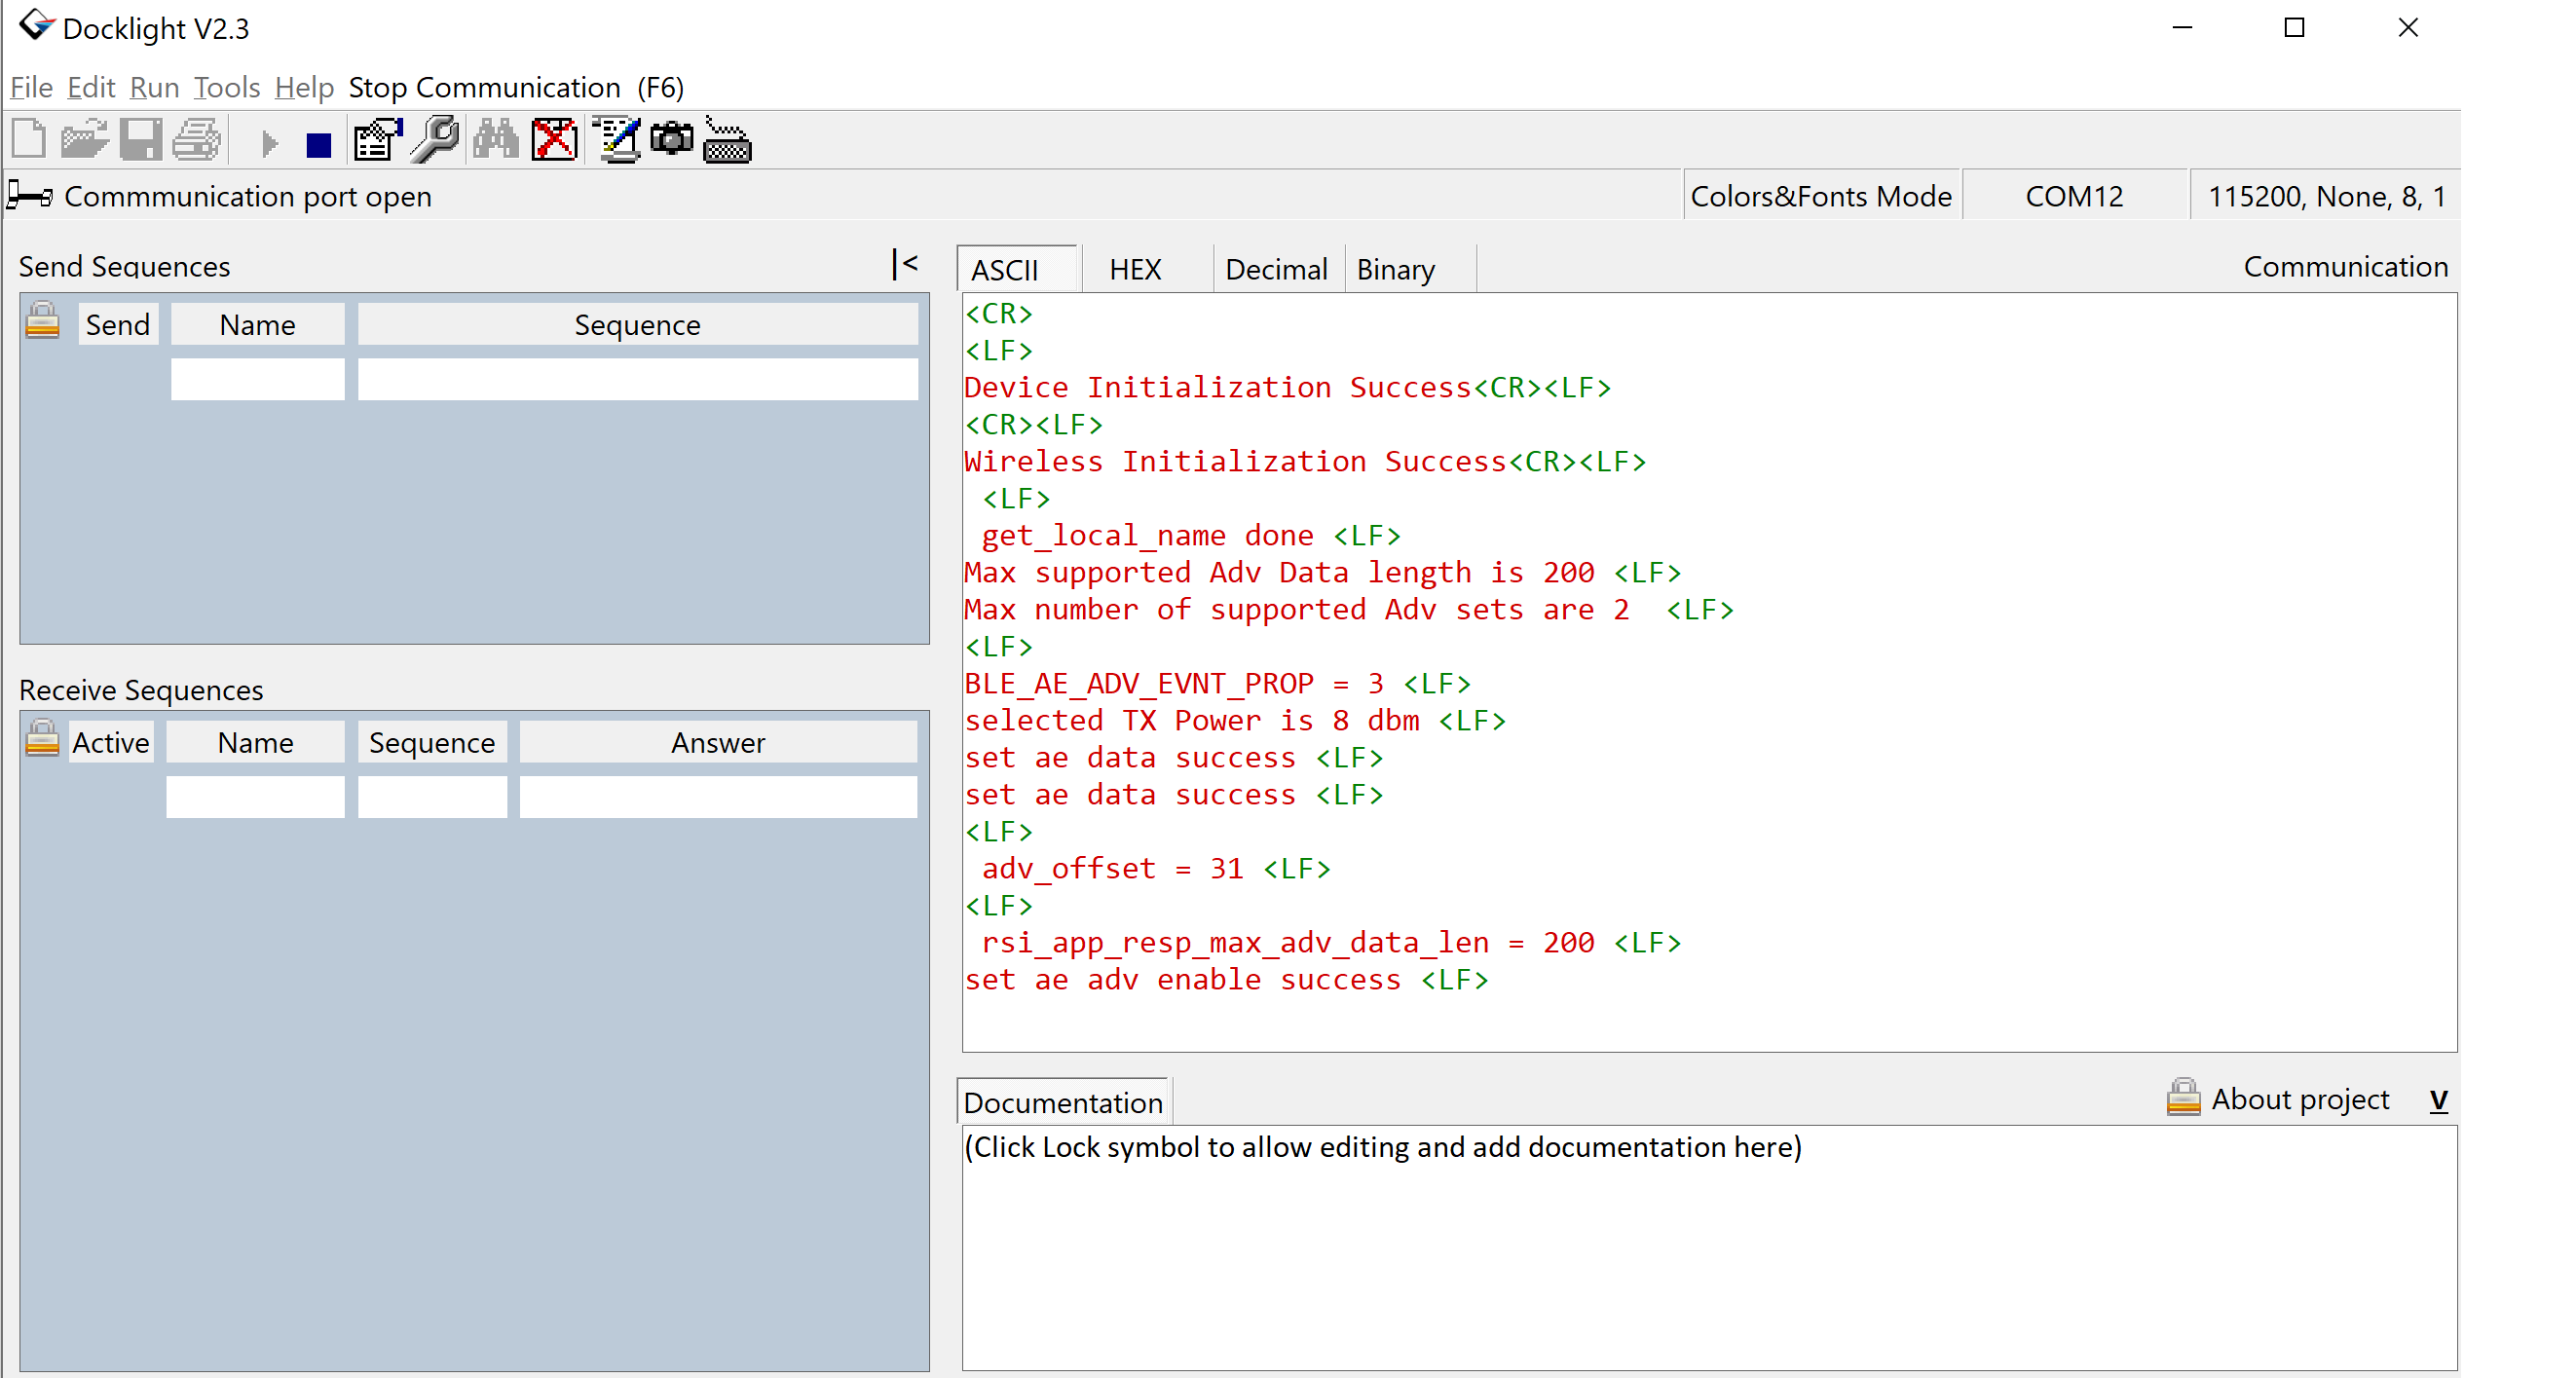 Docklight V2.3
File Edit Run Tools Help Stop Communication (F6)
Commmunication port open
Colors&Fonts Mode
COM12
115200, None, 8, 1
Send Sequences
|<
Send Name Sequence
Receive Sequences
Active Name Sequence Answer
ASCII HEX Decimal Binary
Communication
<CR>
<LF>
Device Initialization Success<CR><LF>
<CR><LF>
Wireless Initialization Success<CR><LF>
 <LF>
 get_local_name done <LF>
Max supported Adv Data length is 200 <LF>
Max number of supported Adv sets are 2  <LF>
<LF>
BLE_AE_ADV_EVNT_PROP = 3 <LF>
selected TX Power is 8 dbm <LF>
set ae data success <LF>
set ae data success <LF>
<LF>
 adv_offset = 31 <LF>
<LF>
 rsi_app_resp_max_adv_data_len = 200 <LF>
set ae adv enable success <LF>
Documentation
About project V
(Click Lock symbol to allow editing and add documentation here)